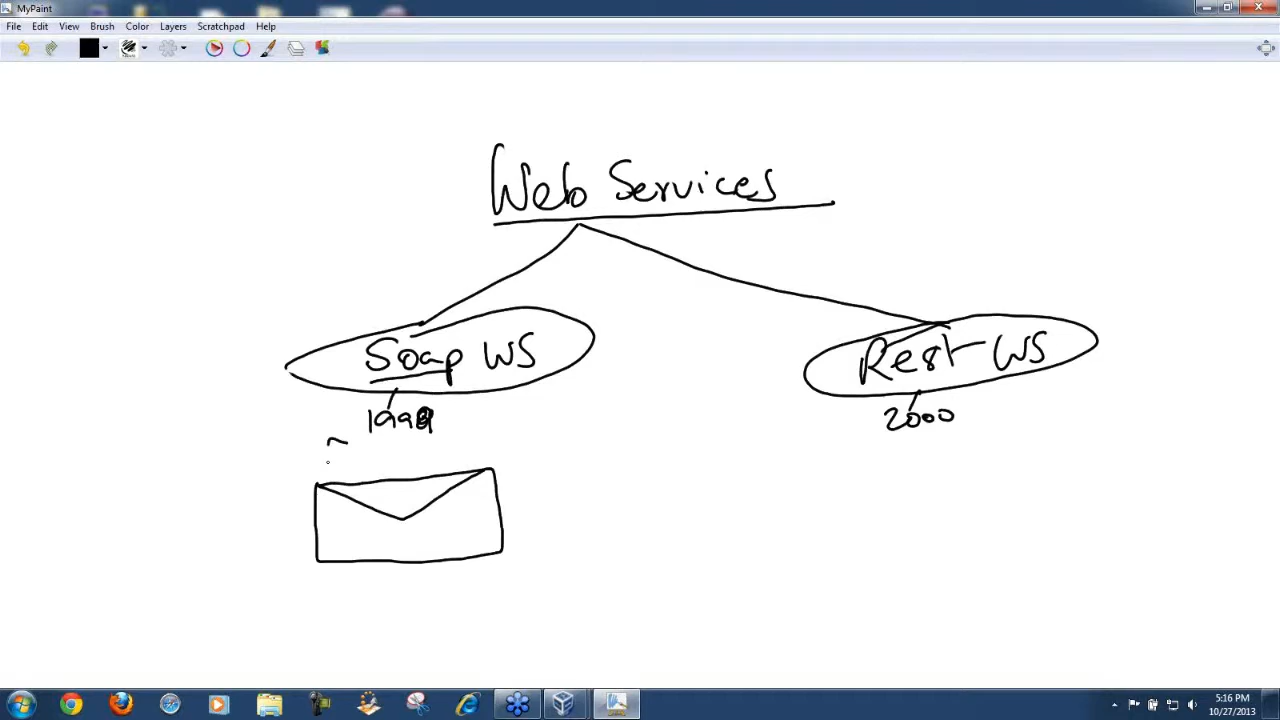 MyPaint
File Edit View Brush Color Layers Scratchpad Help
Web Services
Soap WS
Rest WS
1999
2000
5:16 PM
10/27/2013